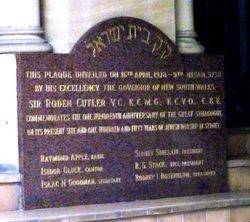 קק בית ישראל
THIS PLAQUE UNVEILED ON 16TH APRIL, 1978 - 9TH NISAN, 5738
BY HIS EXCELLENCY THE GOVERNOR OF NEW SOUTH WALES,
SIR RODEN CUTLER V.C. K.C.M.G. K.C.V.O. C.B.E.
COMMEMORATES THE ONE HUNDREDTH ANNIVERSARY OF THE GREAT SYNAGOGUE
ON ITS PRESENT SITE AND ONE HUNDRED AND FIFTY YEARS OF JEWISH WORSHIP IN SYDNEY.
RAYMOND APPLE, RABBI
ISIDOR GLUCK, CANTOR
ISAAC N. GOODMAN, SECRETARY
SIDNEY SINCLAIR, PRESIDENT
R. S. STACK, VICE-PRESIDENT
RODNEY I. ROSENBLUM,